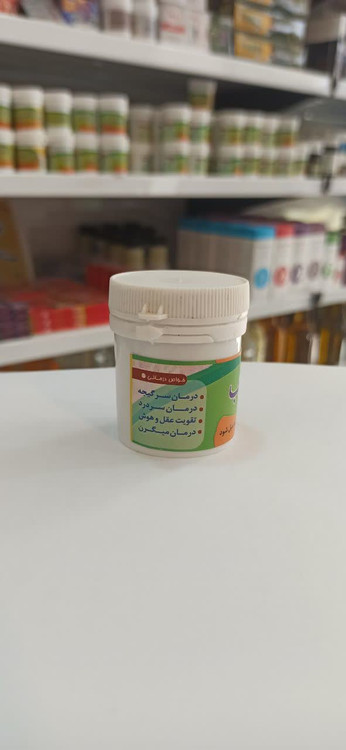 خواص درمانی
درمان سرگیجه
درمان سردرد
تقویت عقل و هوش
درمان میگرن